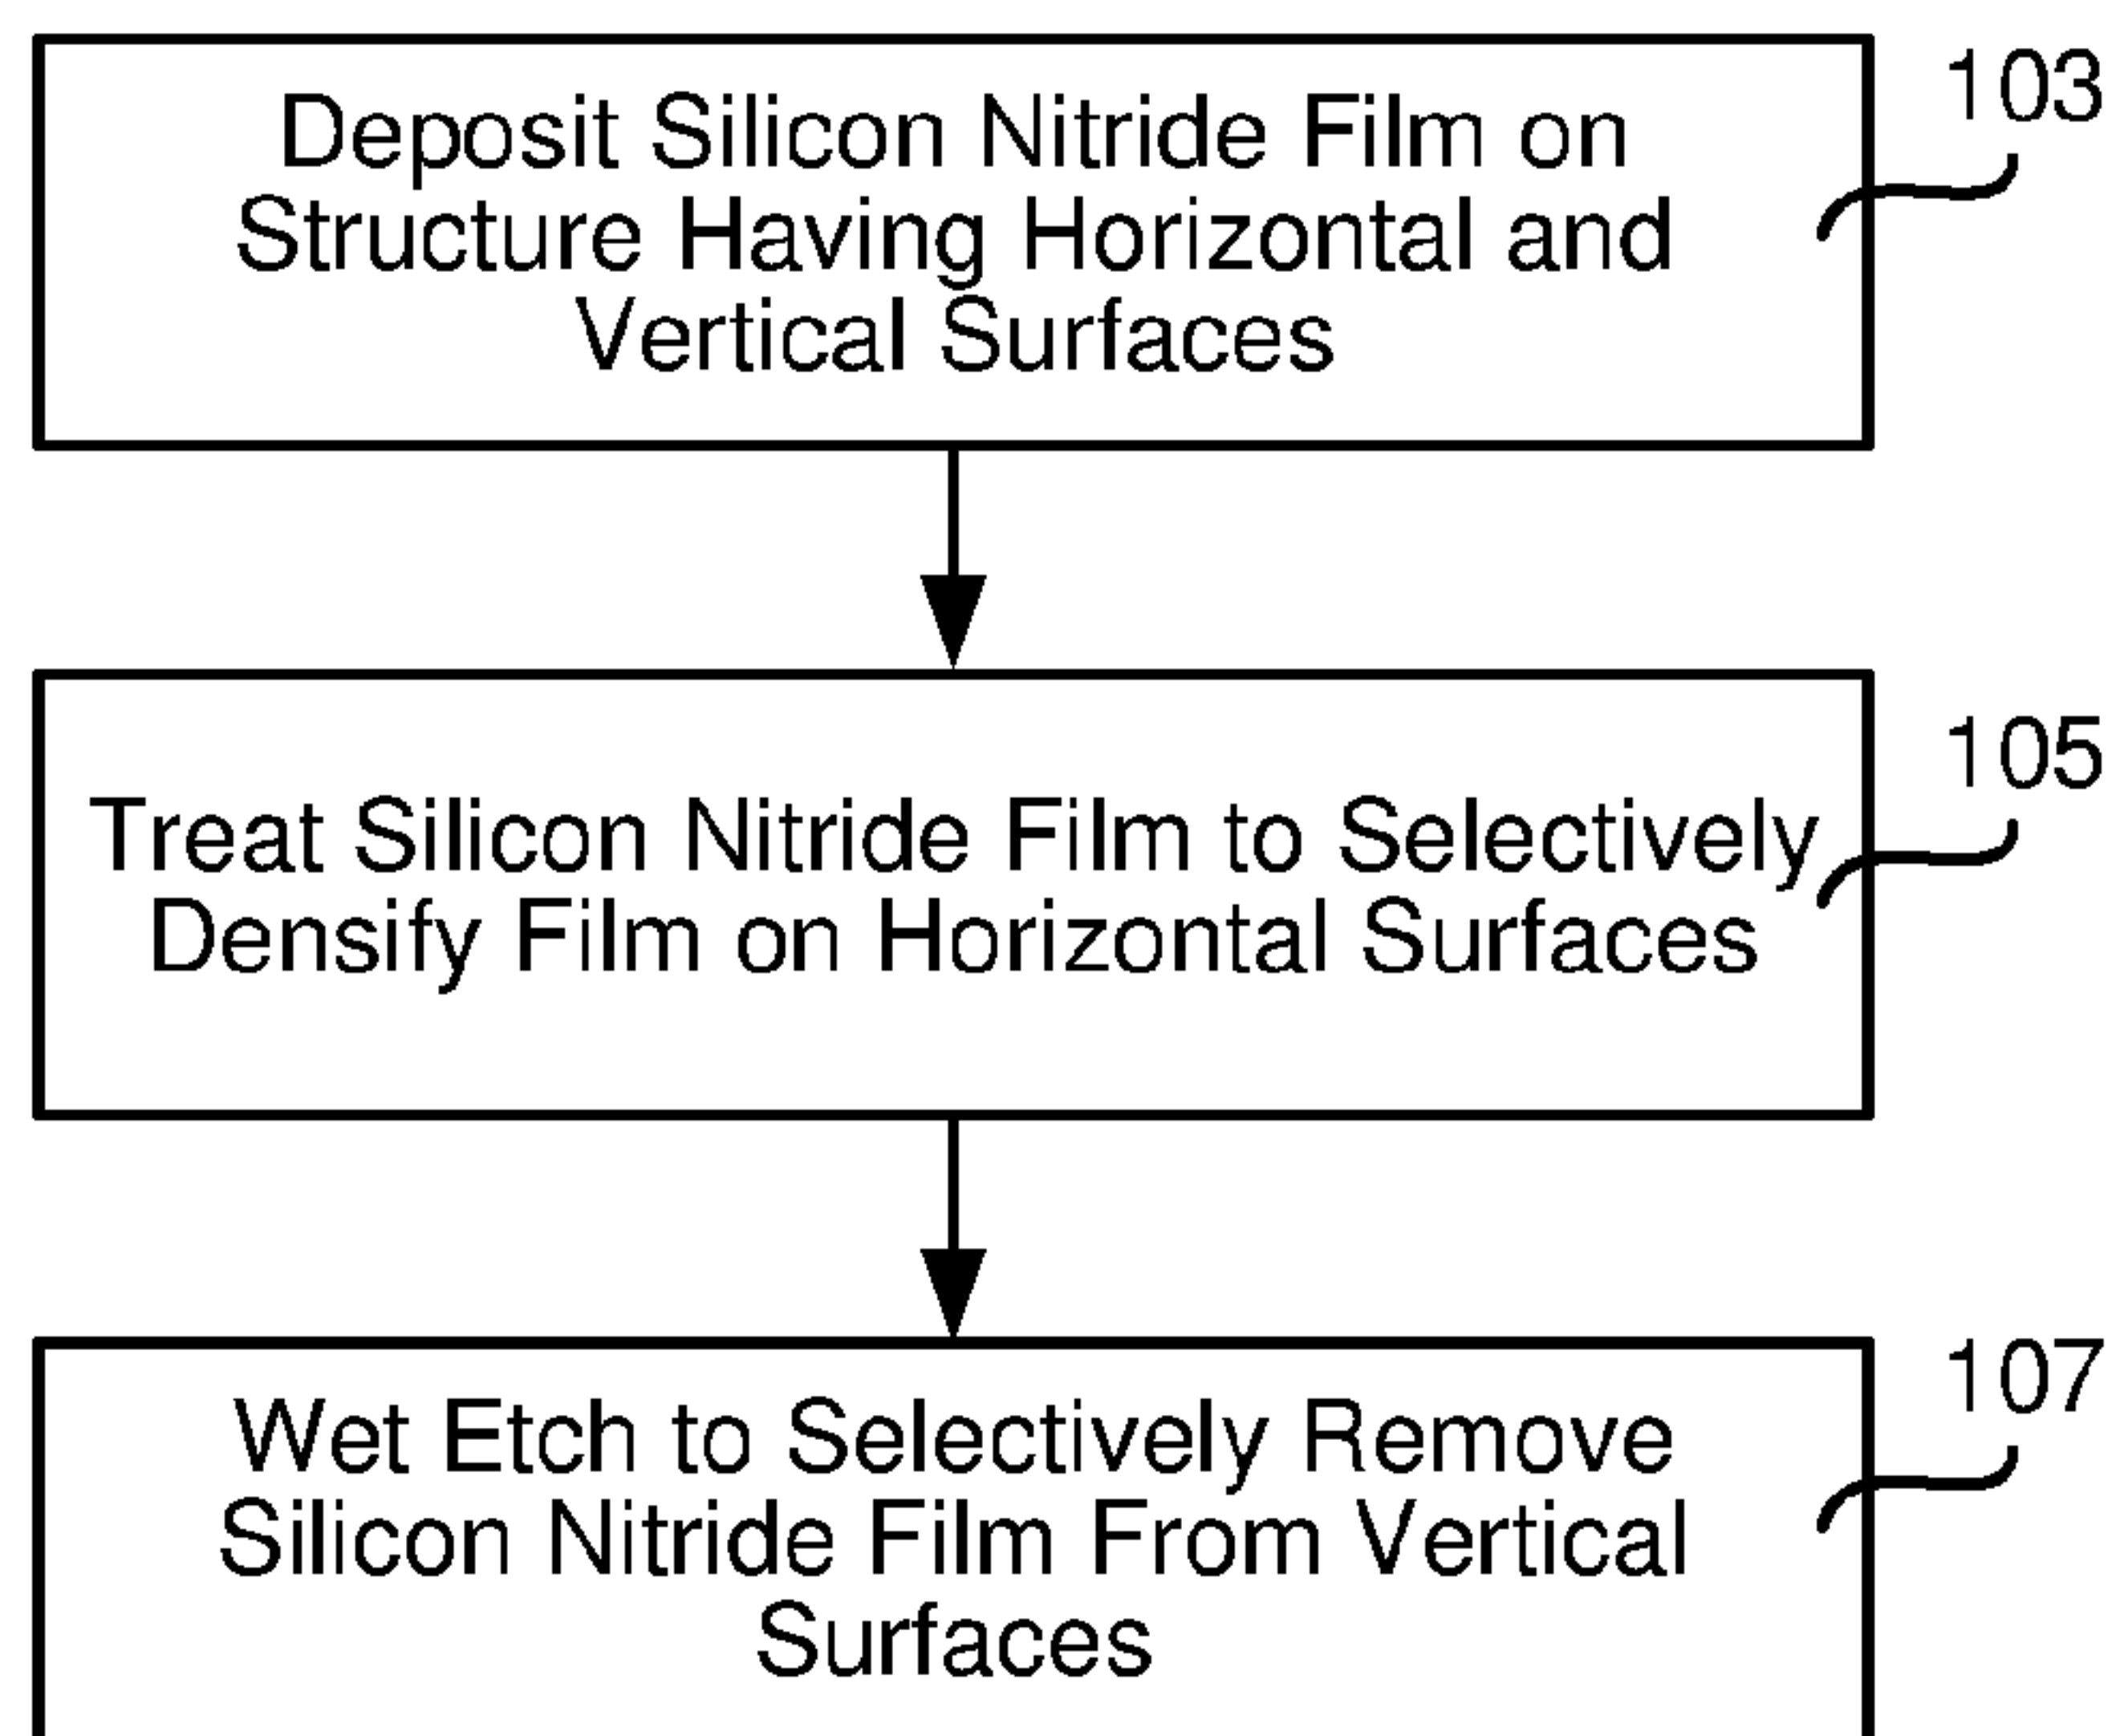 103
Deposit Silicon Nitride Film on
Structure Having Horizontal and
Vertical Surfaces
105
Treat Silicon Nitride Film to Selectively
Densify Film on Horizontal Surfaces
107
Wet Etch to Selectively Remove
Silicon Nitride Film From Vertical
Surfaces